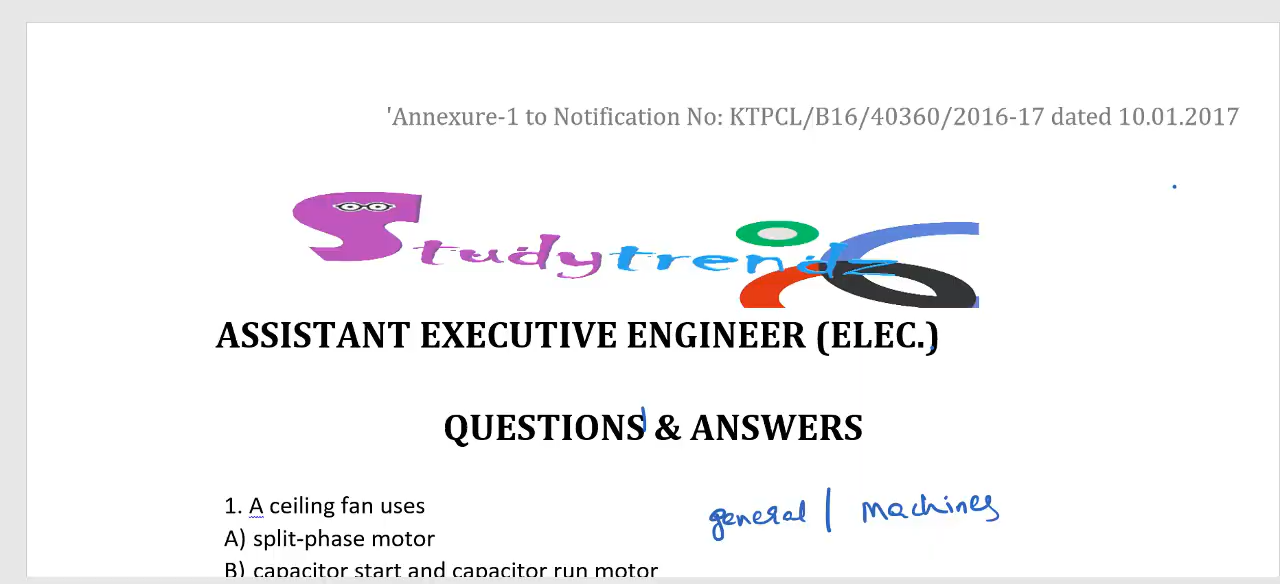 'Annexure-1 to Notification No: KTPCL/B16/40360/2016-17 dated 10.01.2017
Studytrendz
ASSISTANT EXECUTIVE ENGINEER (ELEC.)
QUESTIONS & ANSWERS
1. A ceiling fan uses
general | machines
A) split-phase motor
B) capacitor start and capacitor run motor